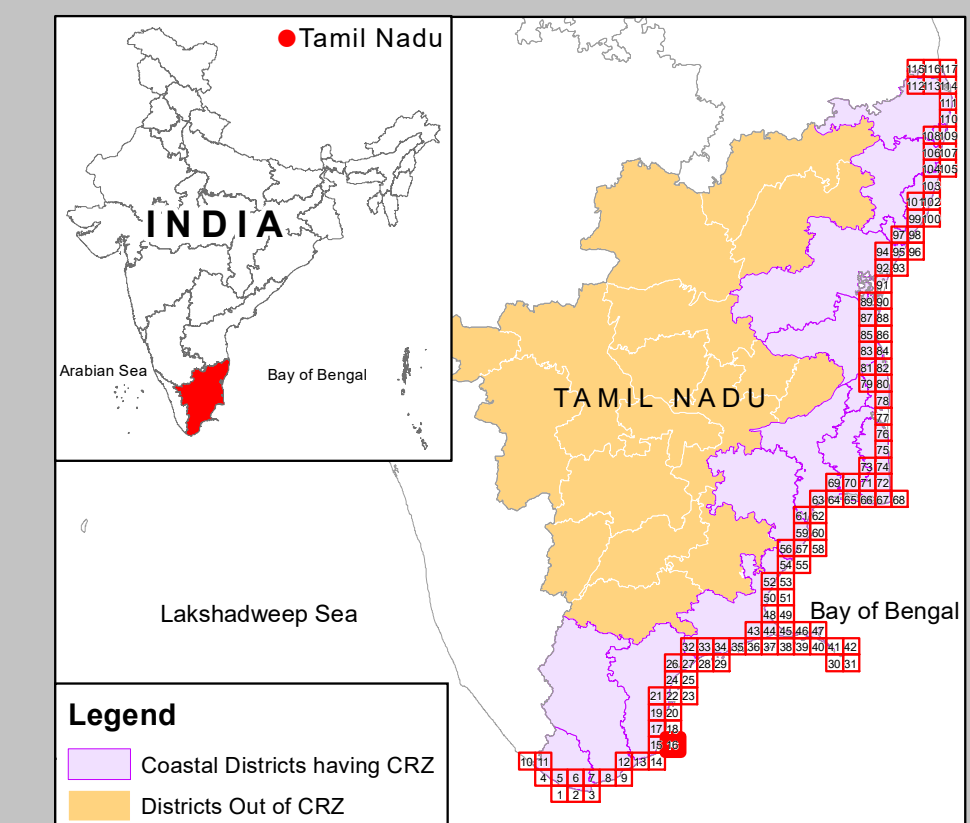 Tamil Nadu
INDIA
Arabian Sea
Bay of Bengal
115 116 117
112 113 114
111
110
108 109
106 107
104 105
103
101 102
99 100
97 98
94 95 96
92 93
91
89 90
87 88
85 86
83 84
81 82
79 80
78
TAMIL NADU
77
76
75
73 74
69 70 71 72
63 64 65 66 67 68
61 62
59 60
56 57 58
54 55
52 53
50 51
48 49
Bay of Bengal
Lakshadweep Sea
43 44 45 46 47
32 33 34 35 36 37 38 39 40 41 42
26 27 28 29 30 31
24 25
21 22 23
19 20
17 18
15 16
10 11 12 13 14
4 5 6 7 8 9
1 2 3
Legend
Coastal Districts having CRZ
Districts Out of CRZ